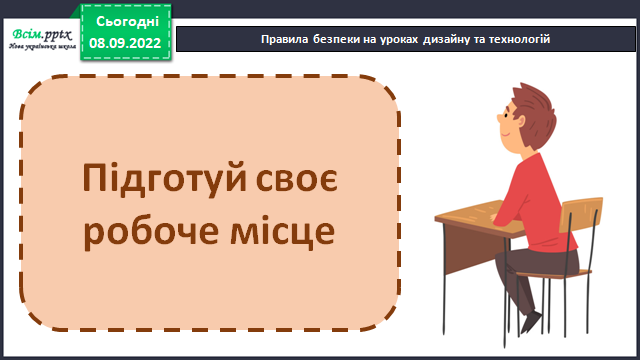 Всім.pptx
Нова українська школа
Сьогодні
08.09.2022
Правила безпеки на уроках дизайну та технологій
Підготуй своє
робоче місце